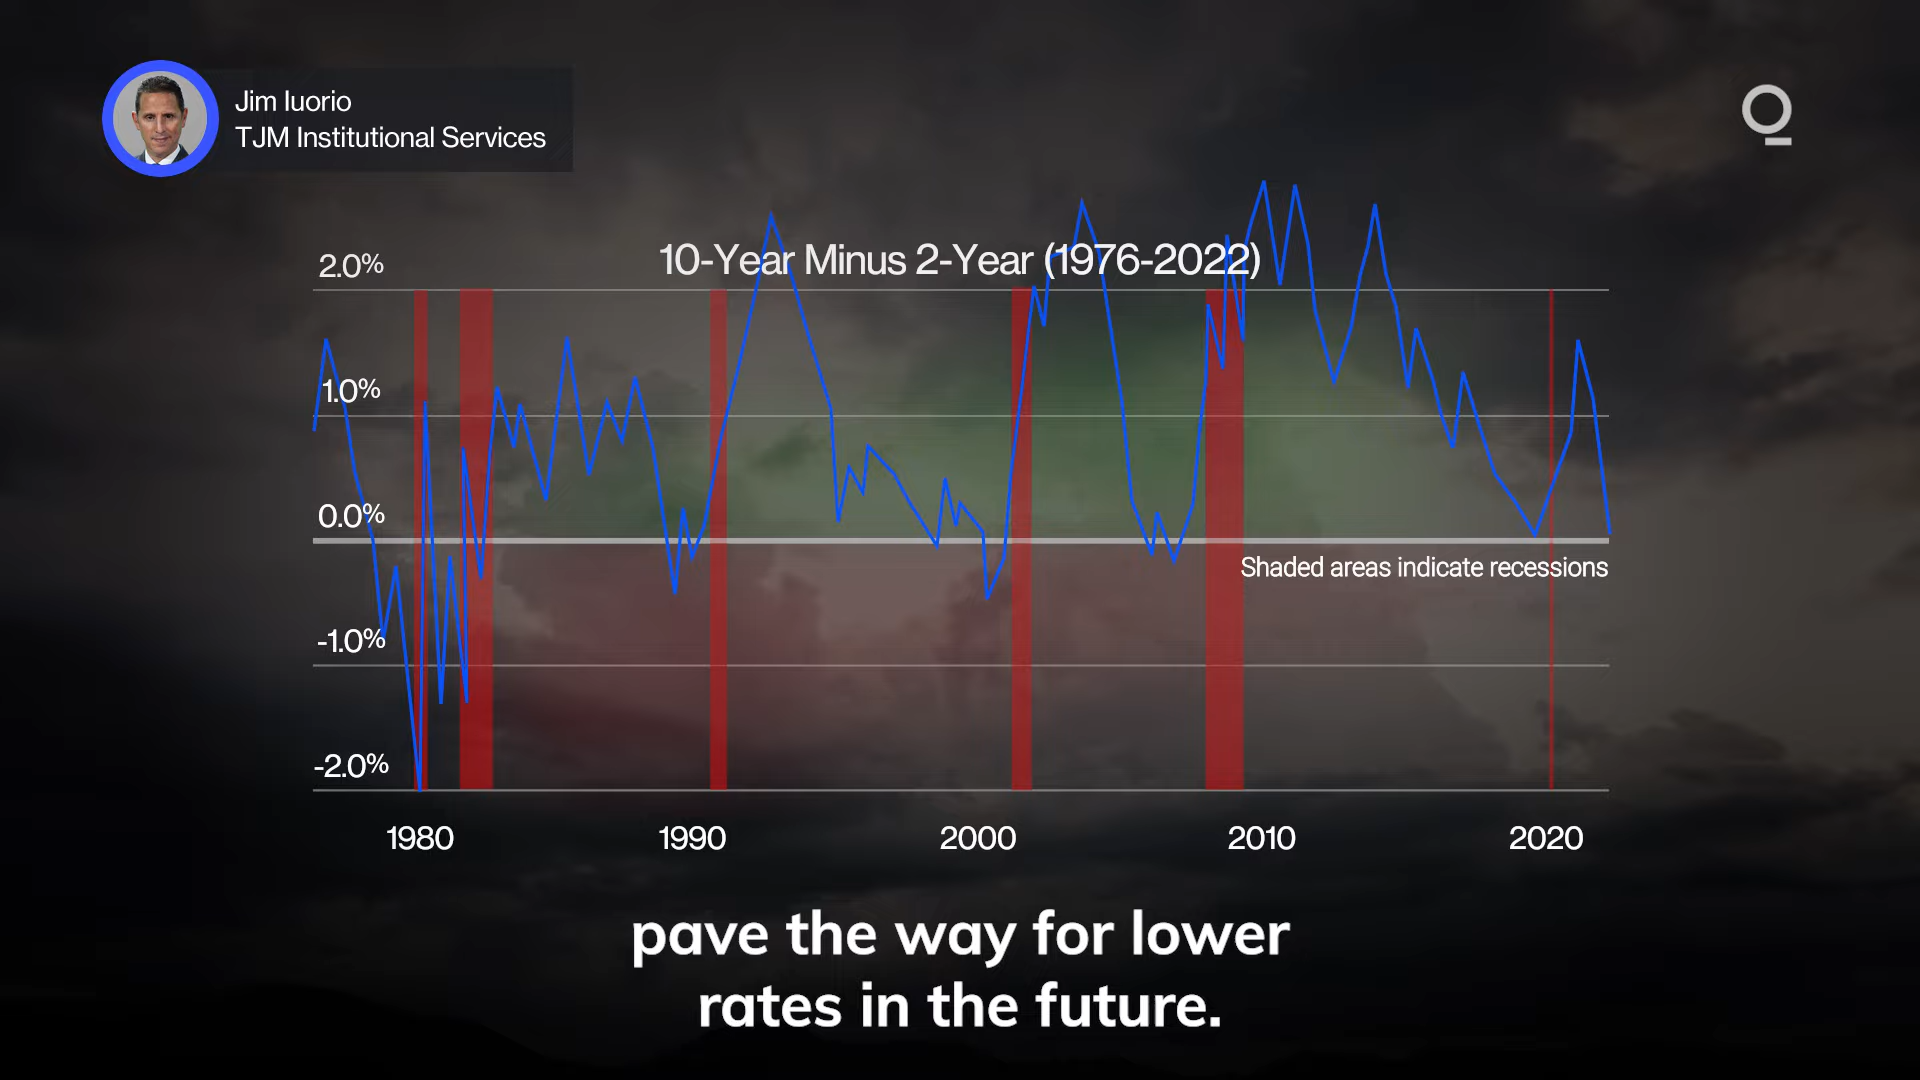 Jim Iuorio
TJM Institutional Services
10-Year Minus 2-Year (1976-2022)
2.0%
1.0%
0.0%
Shaded areas indicate recessions
-1.0%
-2.0%
1980 1990 2000 2010 2020
pave the way for lower
rates in the future.